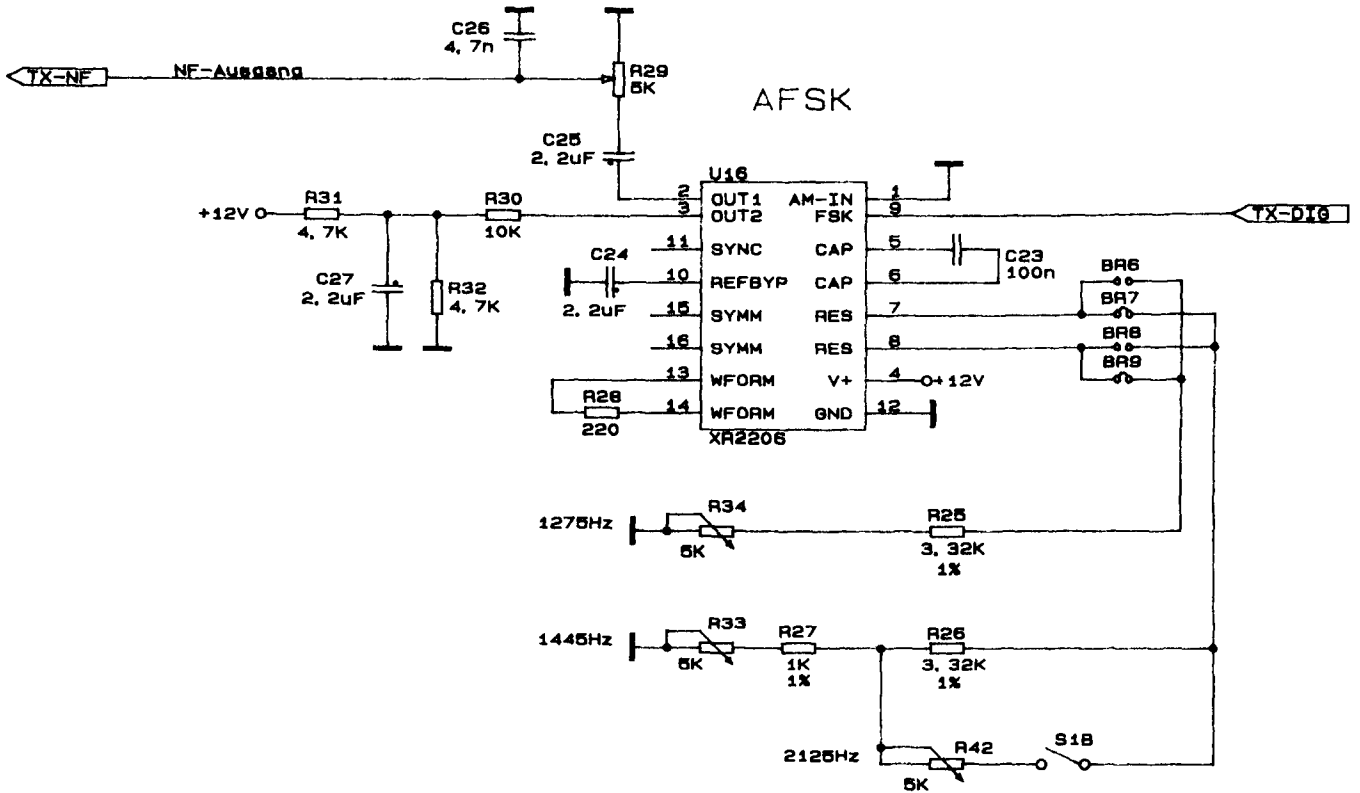 C26
4,7n
TX-NF
NF-Ausgang
R29
5K
AFSK
C25
2,2uF
U16
2
OUT1
AM-IN
1
3
OUT2
FSK
9
TX-DIG
+12V
R31
4,7K
R30
10K
11
SYNC
CAP
5
C23
100n
C24
2,2uF
10
REFBYP
CAP
6
C27
2,2uF
R32
4,7K
15
SYMM
RES
7
BR6
BR7
16
SYMM
RES
8
BR8
BR9
13
WFORM
V+
4
+12V
R28
220
14
WFORM
GND
12
XR2206
1275Hz
R34
5K
R25
3,32K
1%
1445Hz
R33
5K
R27
1K
1%
R26
3,32K
1%
2125Hz
R42
5K
S1B